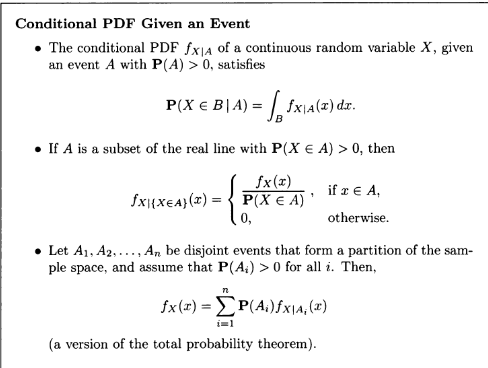 Conditional PDF Given an Event
• The conditional PDF f_{X|A} of a continuous random variable X, given
an event A with P(A) > 0, satisfies
P(X ∈ B | A) = ∫_B f_{X|A}(x) dx.
• If A is a subset of the real line with P(X ∈ A) > 0, then
f_{X|{X∈A}}(x) = { f_X(x) / P(X ∈ A), if x ∈ A,
0, otherwise.
• Let A_1, A_2, . . . , A_n be disjoint events that form a partition of the sam-
ple space, and assume that P(A_i) > 0 for all i. Then,
f_X(x) = ∑_{i=1}^{n} P(A_i) f_{X|A_i}(x)
(a version of the total probability theorem).